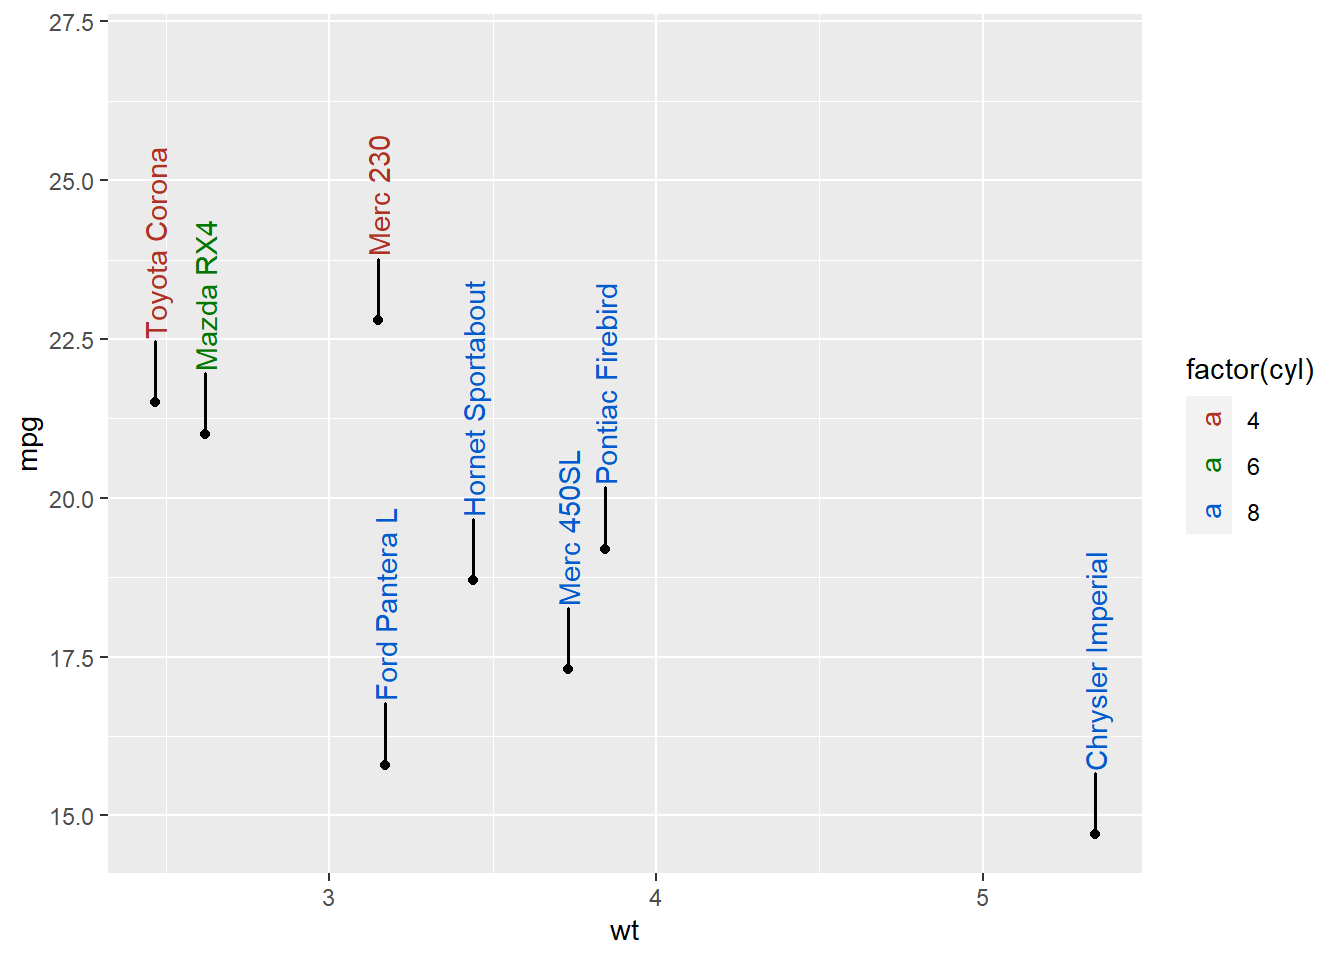 27.5
25.0
22.5
20.0
17.5
15.0
mpg
Toyota Corona
Mazda RX4
Merc 230
Ford Pantera L
Hornet Sportabout
Merc 450SL
Pontiac Firebird
Chrysler Imperial
3
4
5
wt
factor(cyl)
a 4
a 6
a 8